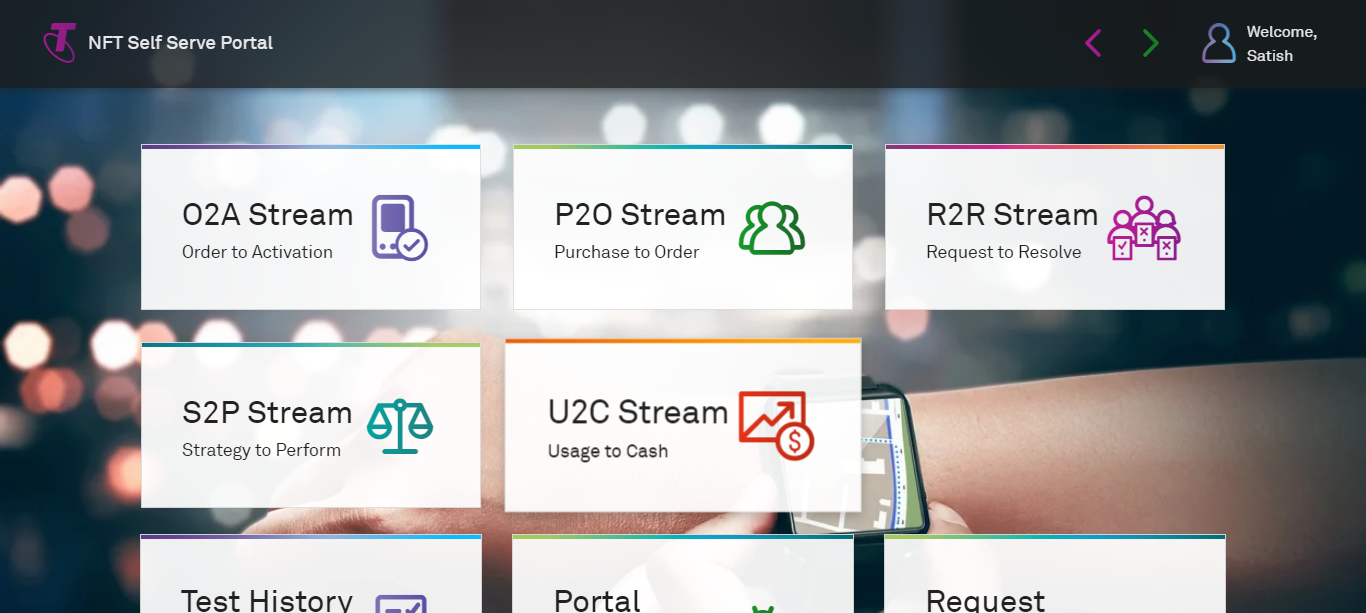 NFT Self Serve Portal
Welcome,
Satish
O2A Stream
Order to Activation
P2O Stream
Purchase to Order
R2R Stream
Request to Resolve
S2P Stream
Strategy to Perform
U2C Stream
Usage to Cash
Test History
Portal
Request